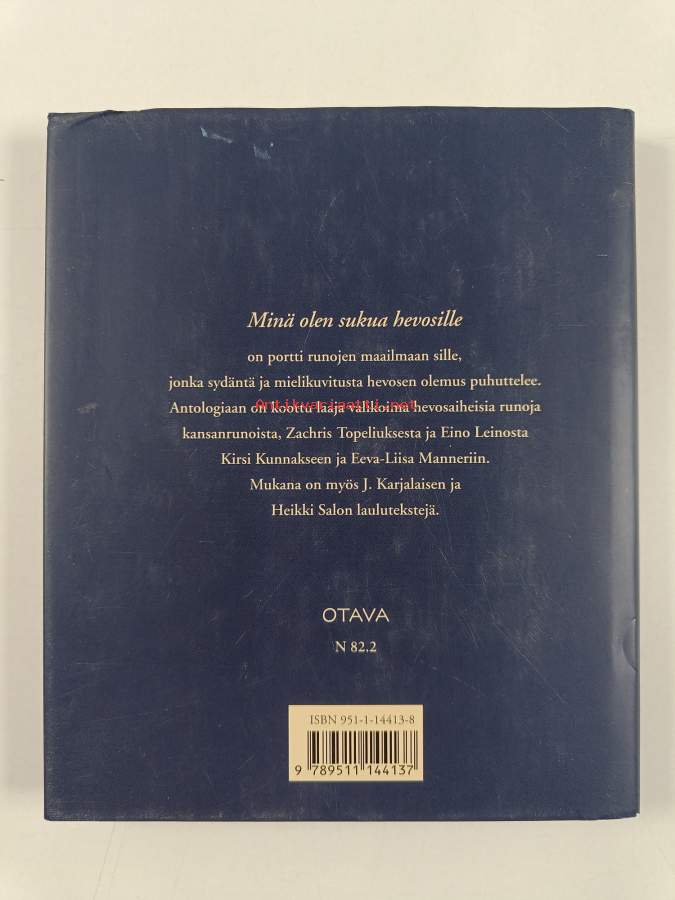 Minä olen sukua hevosille
on portti runojen maailmaan sille,
jonka sydäntä ja mielikuvitusta hevosen olemus puhuttelee.
Antikvariaatti.net
Antologiaan on koottu laaja valikoima hevosaiheisia runoja
kansanrunoista, Zachris Topeliuksesta ja Eino Leinosta
Kirsi Kunnakseen ja Eeva-Liisa Manneriin.
Mukana on myös J. Karjalaisen ja
Heikki Salon laulutekstejä.
OTAVA
N 82.2
ISBN 951-1-14413-8
9 789511 144137